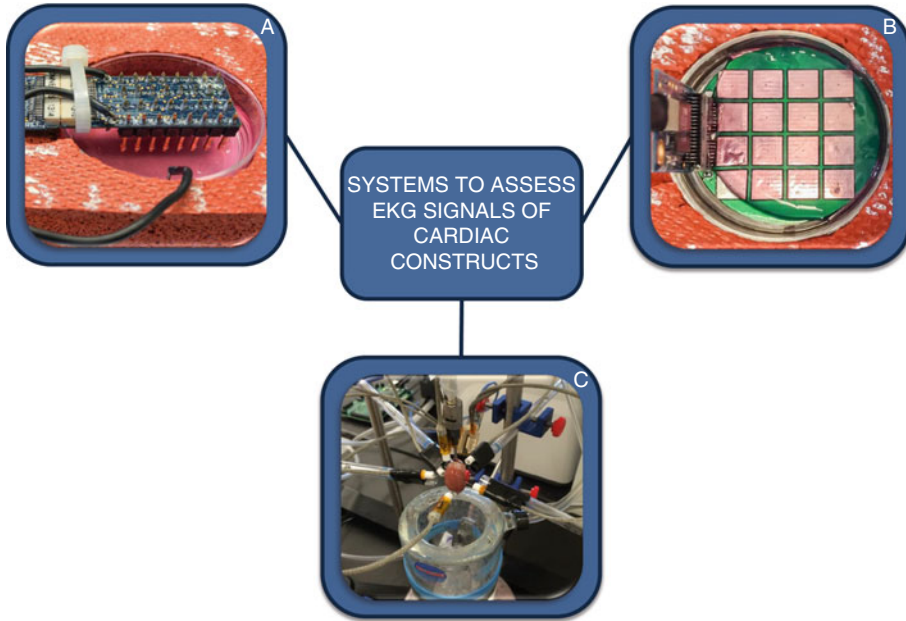 A
B
SYSTEMS TO ASSESS
EKG SIGNALS OF
CARDIAC
CONSTRUCTS
C